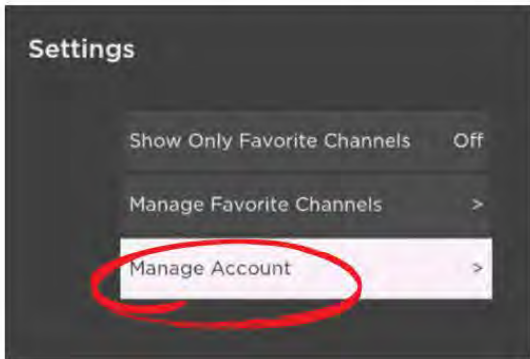 Settings
Show Only Favorite Channels Off
Manage Favorite Channels >
Manage Account >